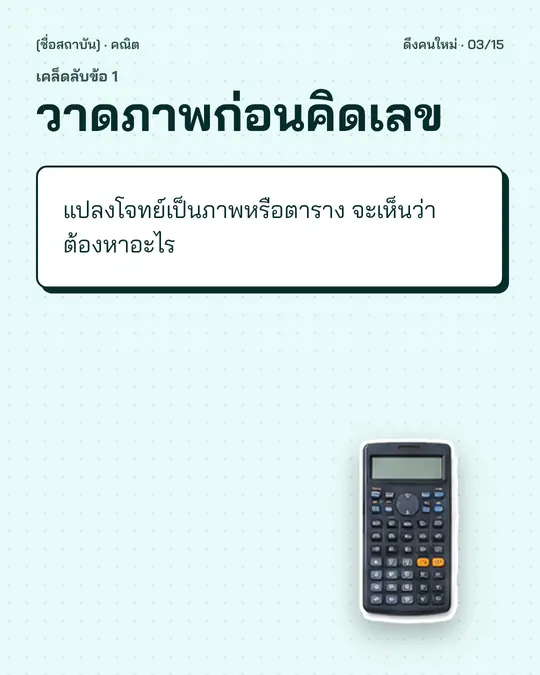 [ชื่อสถาบัน] · คณิต
ดึงคนใหม่ · 03/15
เคล็ดลับข้อ 1
วาดภาพก่อนคิดเลข
แปลงโจทย์เป็นภาพหรือตาราง จะเห็นว่า
ต้องหาอะไร